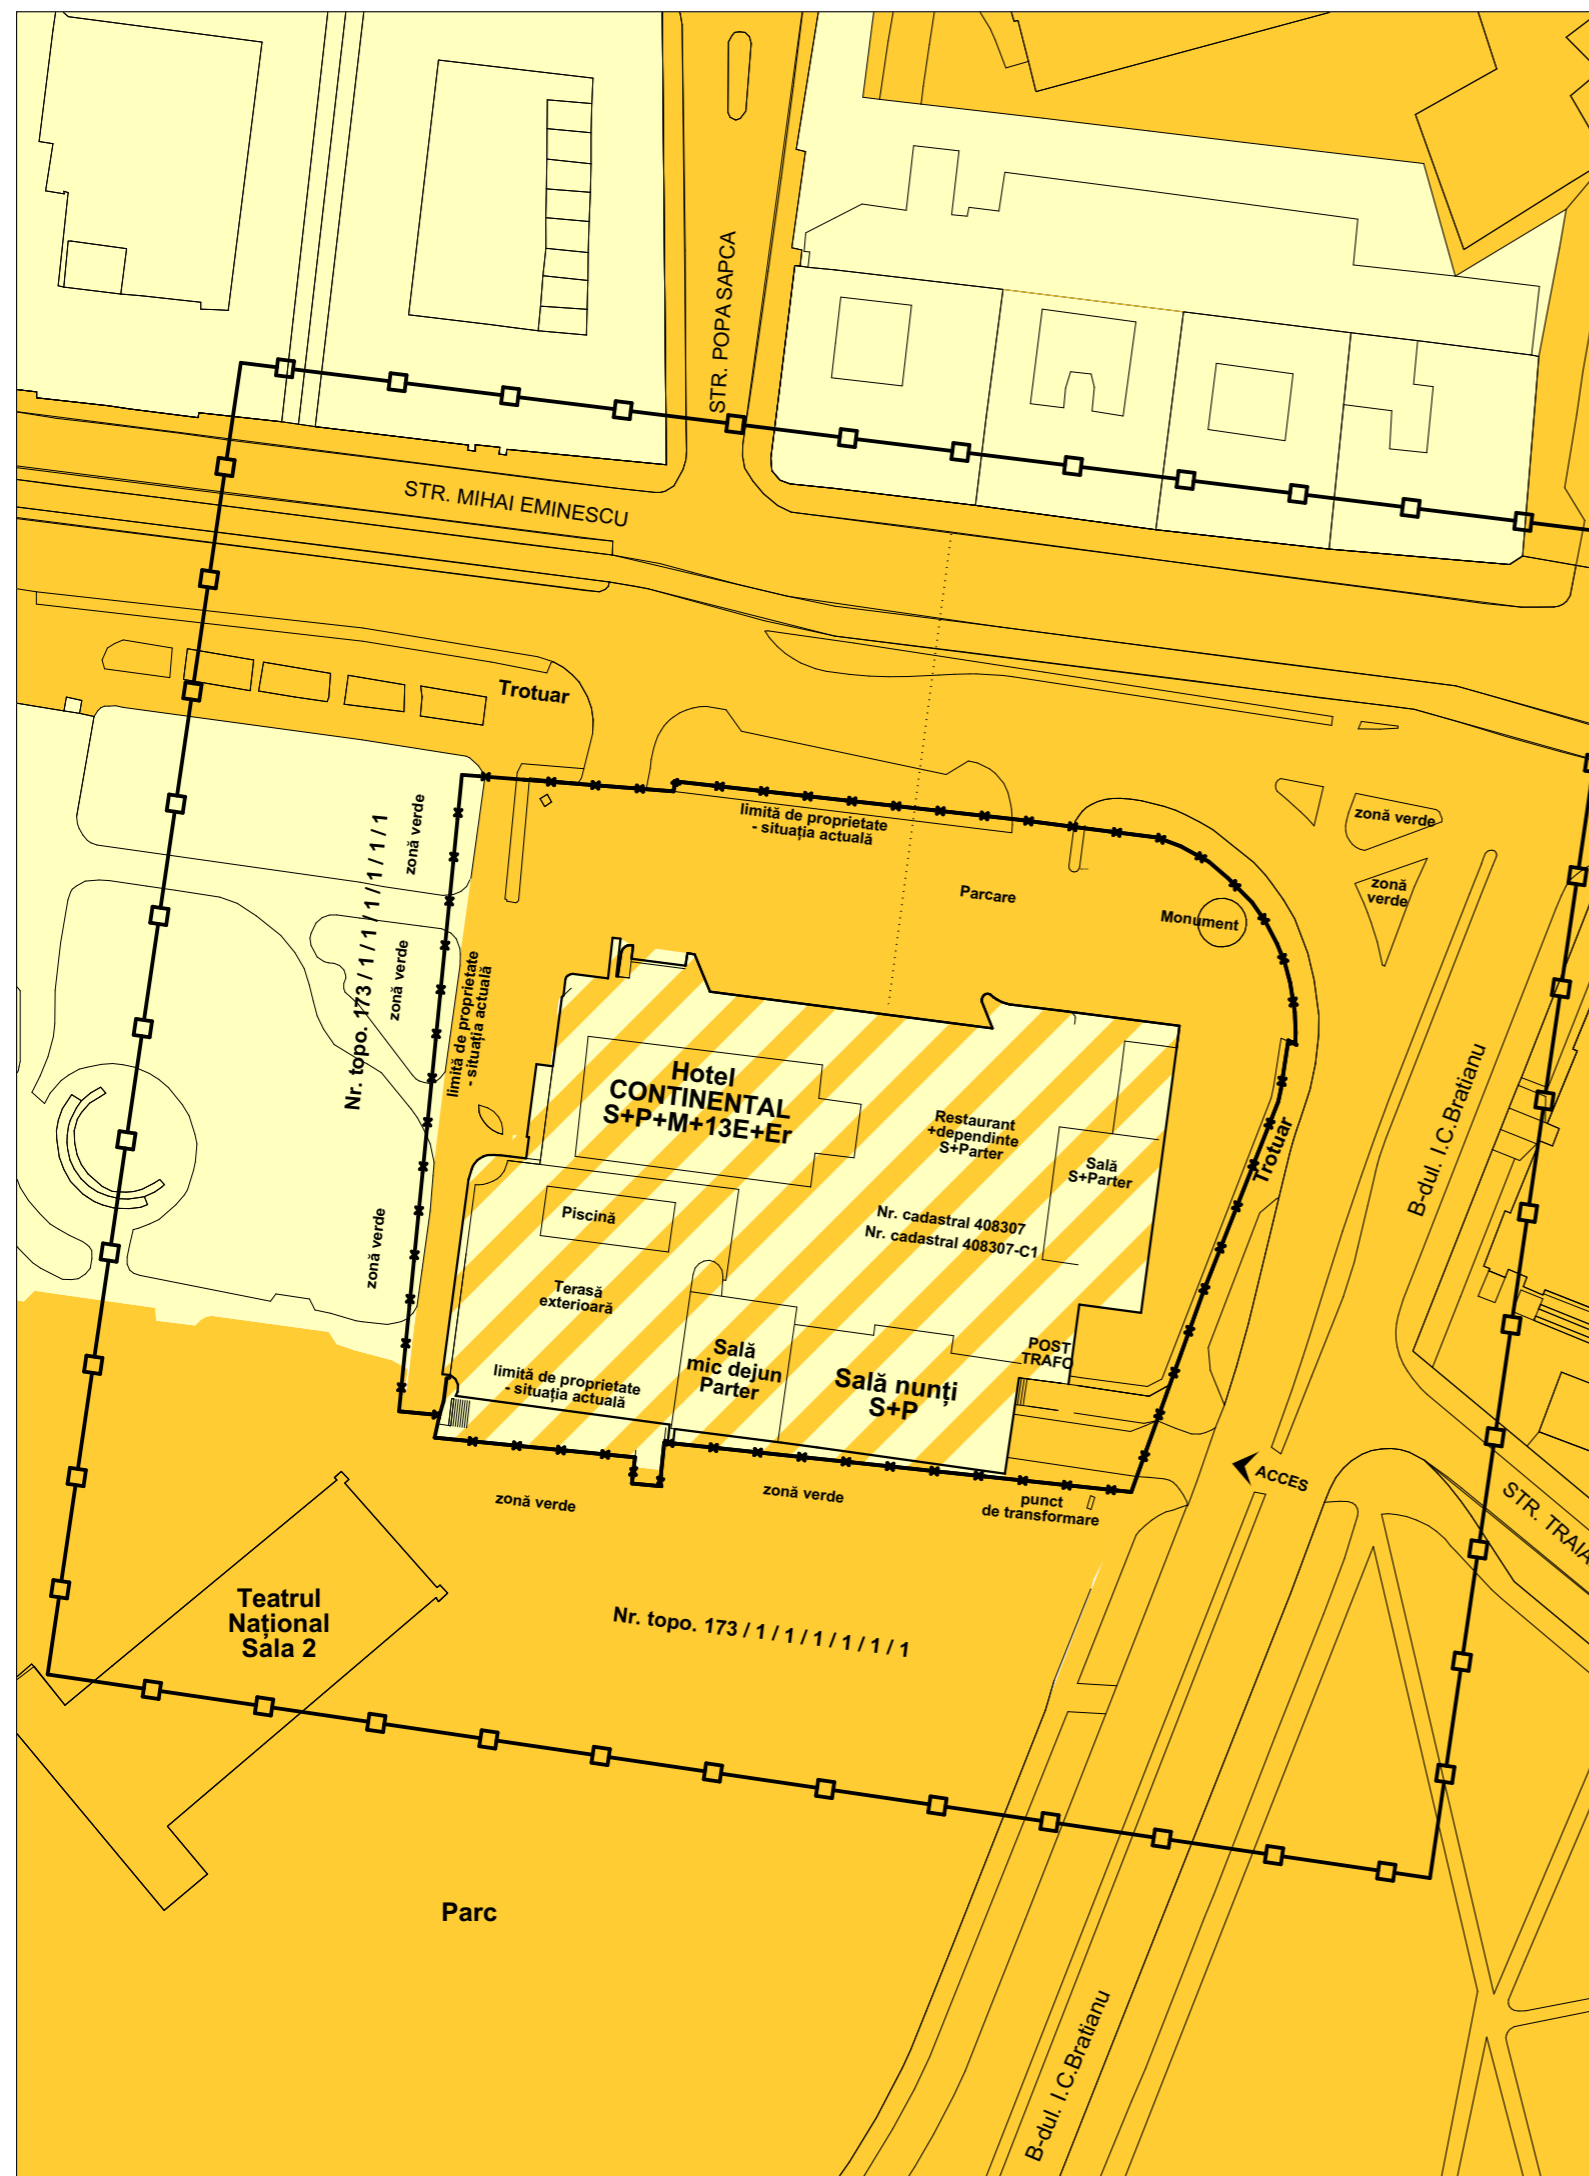 STR. POPA SAPCA
STR. MIHAI EMINESCU
Trotuar
zonă verde
limită de proprietate
- situația actuală
zonă verde
zonă
verde
Nr. topo. 173 / 1 / 1 / 1 / 1 / 1 / 1
zonă verde
Parcare
Monument
limită de proprietate
- situația actuală
Hotel
CONTINENTAL
S+P+M+13E+Er
Restaurant
+dependinte
S+Parter
Sală
S+Parter
Trotuar
B-dul. I.C.Bratianu
zonă verde
Piscină
Nr. cadastral 408307
Nr. cadastral 408307-C1
Terasă
exterioară
limită de proprietate
- situația actuală
Sală
mic dejun
Parter
Sală nunți
S+P
POST
TRAFO
ACCES
STR. TRAIA
zonă verde
zonă verde
punct
de transformare
Teatrul
Național
Sala 2
Nr. topo. 173 / 1 / 1 / 1 / 1 / 1 / 1
Parc
B-dul. I.C.Bratianu